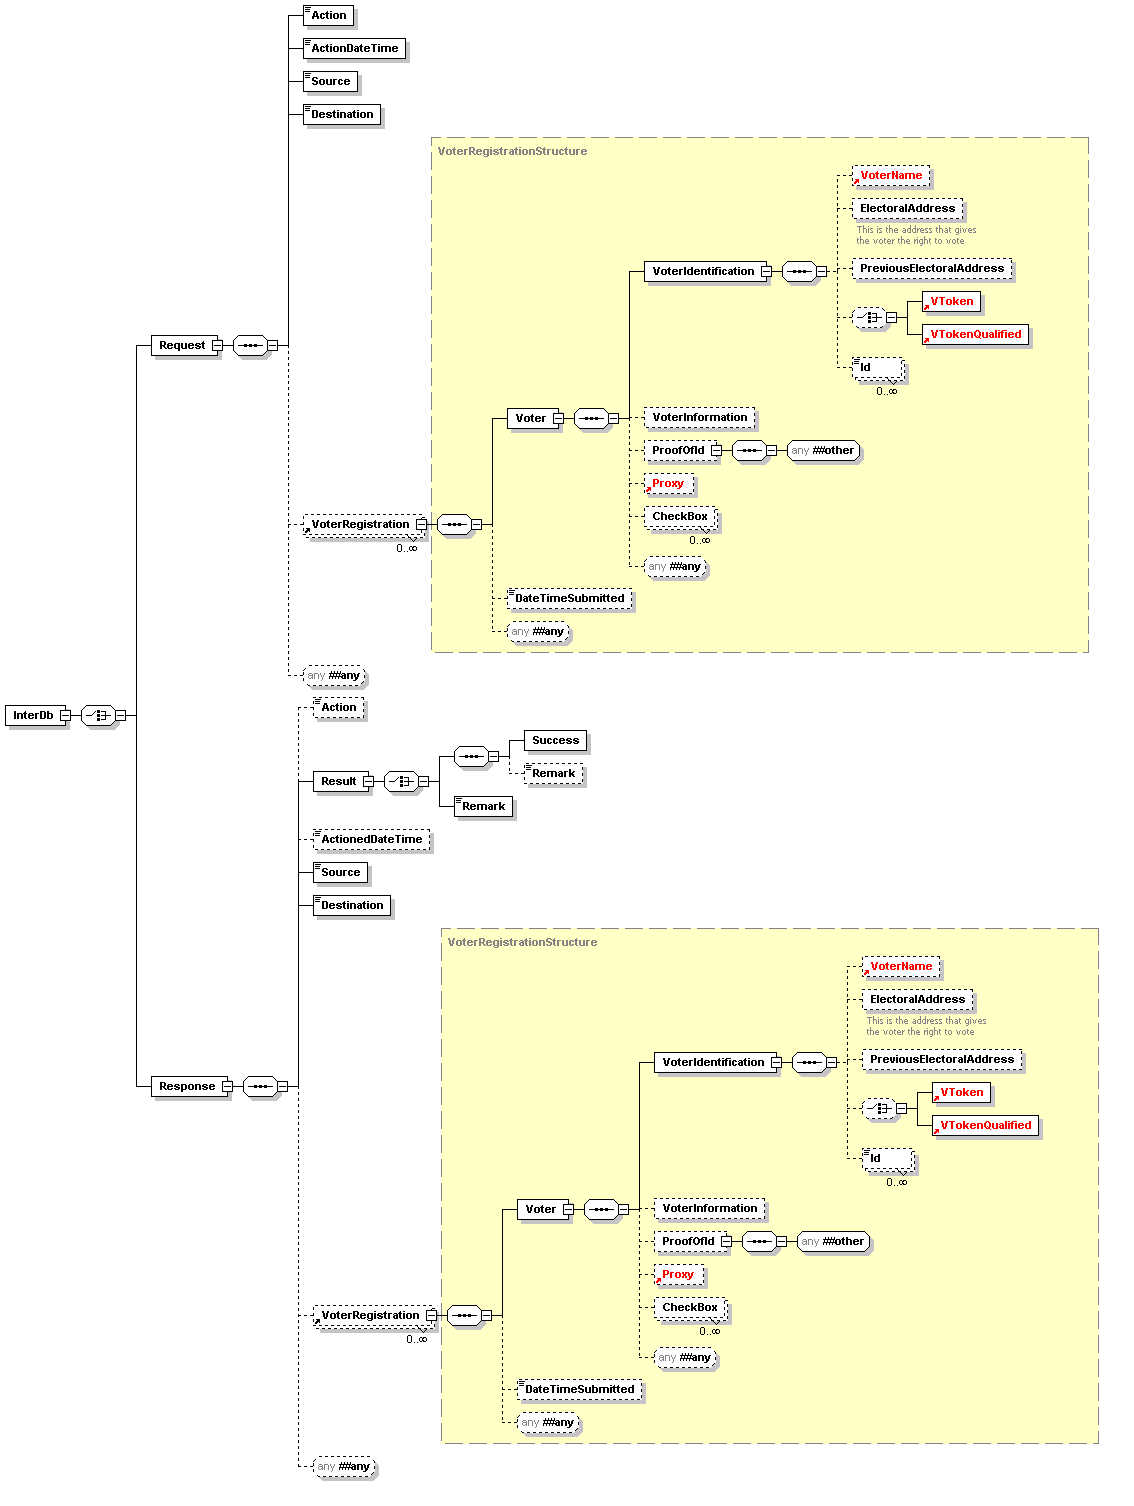 Action
ActionDateTime
Source
Destination
VoterRegistrationStructure
VoterName
ElectoralAddress
This is the address that gives
the voter the right to vote
VoterIdentification
PreviousElectoralAddress
VToken
VTokenQualified
Request
Id
0..∞
Voter
VoterInformation
ProofOfId
any ##other
Proxy
CheckBox
0..∞
VoterRegistration
0..∞
any ##any
DateTimeSubmitted
any ##any
any ##any
InterDb
Action
Success
Result
Remark
Remark
ActionedDateTime
Source
Destination
VoterRegistrationStructure
VoterName
ElectoralAddress
This is the address that gives
the voter the right to vote
VoterIdentification
PreviousElectoralAddress
Response
VToken
VTokenQualified
Id
0..∞
Voter
VoterInformation
ProofOfId
any ##other
Proxy
CheckBox
0..∞
VoterRegistration
0..∞
any ##any
DateTimeSubmitted
any ##any
any ##any